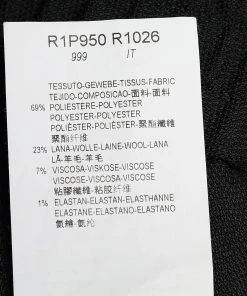 R1P950 R1026
999 IT
TESSUTO-GEWEBE-TISSUS-FABRIC
TEJIDO-COMPOSICAO-面料-面料
69% POLIESTERE-POLYESTER
POLYESTER-POLYESTER
POLIÉSTER-POLIÉSTER-聚酯纖維
聚酯纤维
23% LANA-WOLLE-LAINE-WOOL-LANA
LÃ-羊毛-羊毛
7% VISCOSA-VISKOSE-VISCOSE
VISCOSE-VISCOSA-VISCOSE
粘膠纖維-粘胶纤维
1% ELASTAN-ELASTAN-ELASTHANNE
ELASTANE-ELASTANO-ELASTANO
氨綸-氨纶